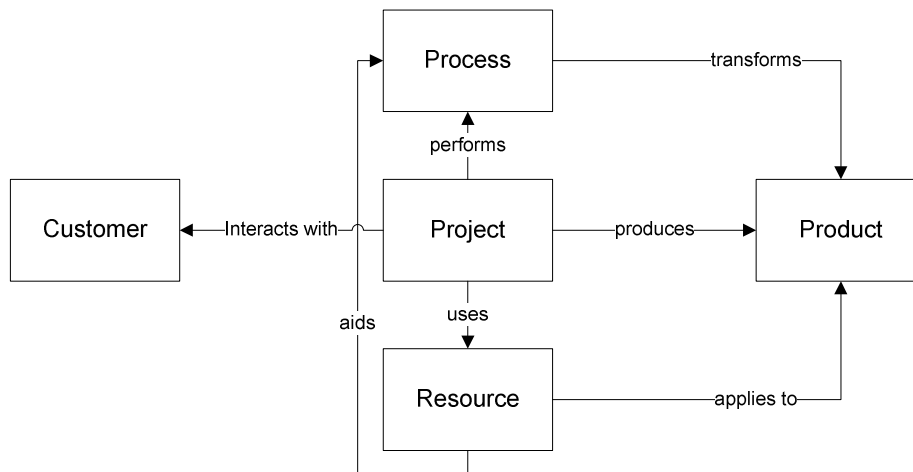 Process
transforms
performs
Customer
Interacts with
Project
produces
Product
uses
aids
Resource
applies to